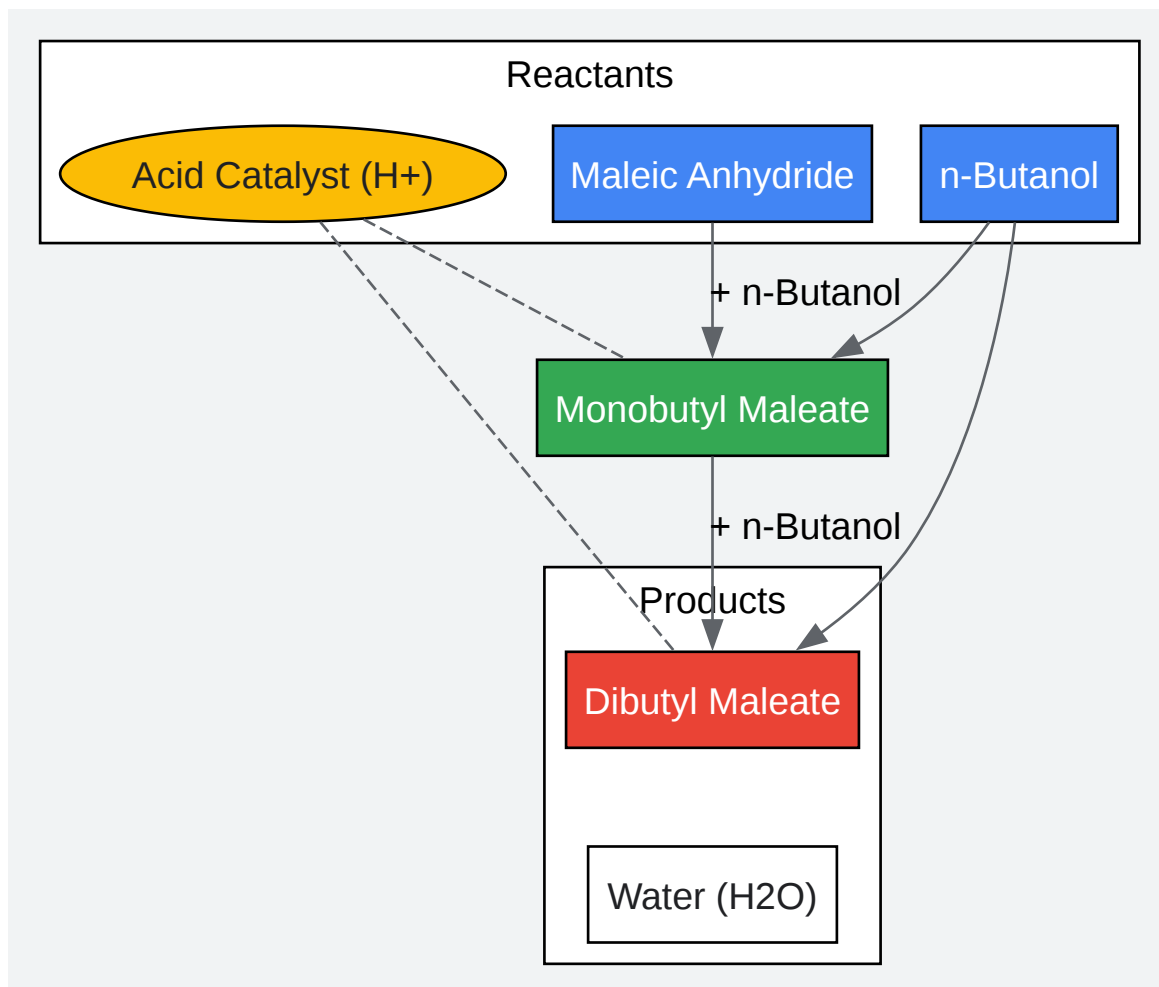 Reactants
Acid Catalyst (H+)
Maleic Anhydride
n-Butanol
+ n-Butanol
Monobutyl Maleate
+ n-Butanol
Products
Dibutyl Maleate
Water (H2O)